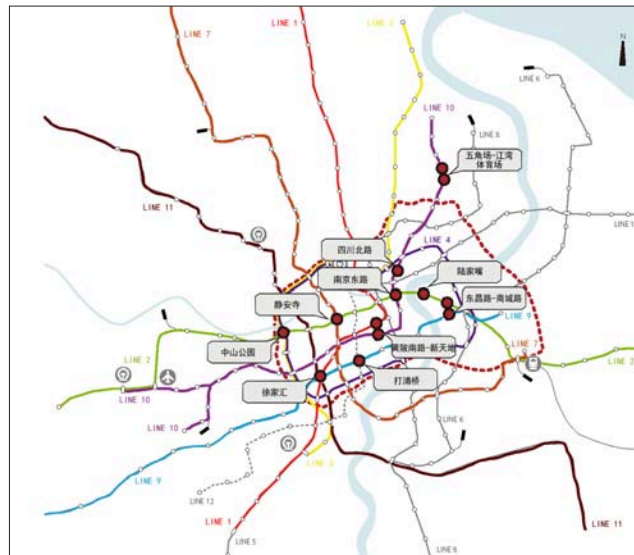 LINE 7
LINE 1
LINE 3
N
LINE 6
LINE 10
LINE 8
五角场-江湾
体育场
LINE 11
LINE 4
四川北路
南京东路
陆家嘴
东昌路-商城路
静安寺
LINE 9
中山公园
黄陂南路-新天地
LINE 7
LINE 2
LINE 2
徐家汇
打浦桥
LINE 10
LINE 10
LINE 6
LINE 3
LINE 9
LINE 12
LINE 1
LINE 5
LINE 8
LINE 11